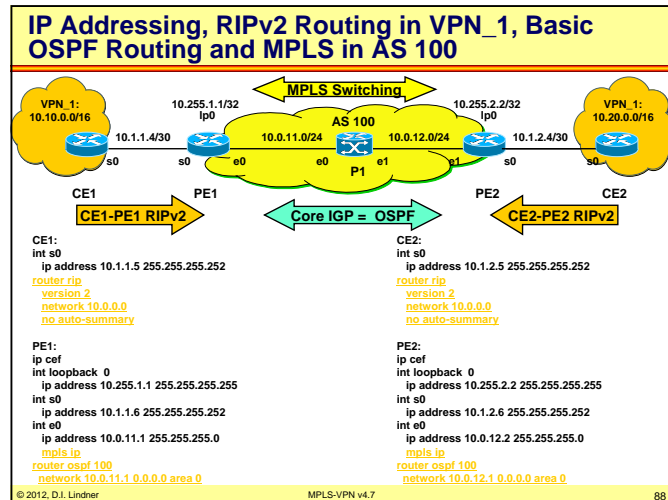 IP Addressing, RIPv2 Routing in VPN_1, Basic
OSPF Routing and MPLS in AS 100
MPLS Switching
VPN_1:
10.10.0.0/16
10.255.1.1/32
lp0
AS 100
10.255.2.2/32
lp0
VPN_1:
10.20.0.0/16
10.1.1.4/30
10.0.11.0/24
10.0.12.0/24
10.1.2.4/30
s0
s0
e0
e0
e1
e1
s0
s0
P1
CE1
PE1
PE2
CE2
CE1-PE1 RIPv2
Core IGP = OSPF
CE2-PE2 RIPv2
CE1:
int s0
ip address 10.1.1.5 255.255.255.252
router rip
version 2
network 10.0.0.0
no auto-summary
PE1:
ip cef
int loopback 0
ip address 10.255.1.1 255.255.255.255
int s0
ip address 10.1.1.6 255.255.255.252
int e0
ip address 10.0.11.1 255.255.255.0
mpls ip
router ospf 100
network 10.0.11.1 0.0.0.0 area 0
CE2:
int s0
ip address 10.1.2.5 255.255.255.252
router rip
version 2
network 10.0.0.0
no auto-summary
PE2:
ip cef
int loopback 0
ip address 10.255.2.2 255.255.255.255
int s0
ip address 10.1.2.6 255.255.255.252
int e0
ip address 10.0.12.2 255.255.255.0
mpls ip
router ospf 100
network 10.0.12.1 0.0.0.0 area 0
© 2012, D.I. Lindner
MPLS-VPN v4.7
88